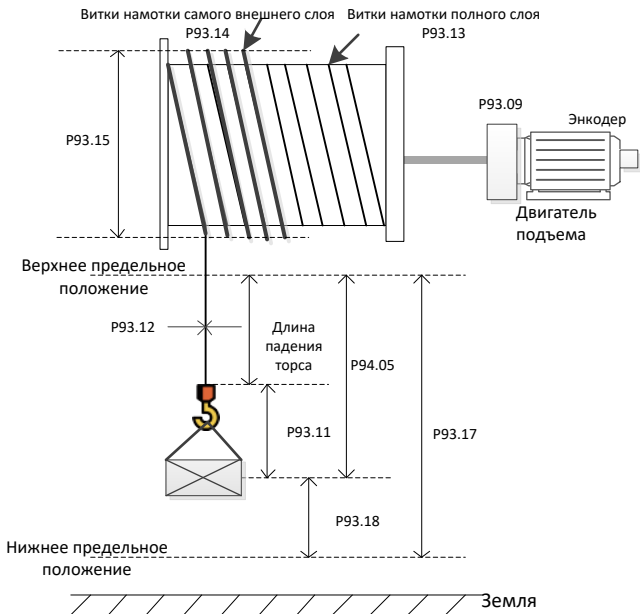 Витки намотки самого внешнего слоя
P93.14
Витки намотки полного слоя
P93.13
P93.15
P93.09
Энкодер
Двигатель
подъема
Верхнее предельное
положение
P93.12
Длина
падения
торса
P94.05
P93.11
P93.17
P93.18
Нижнее предельное
положение
Земля